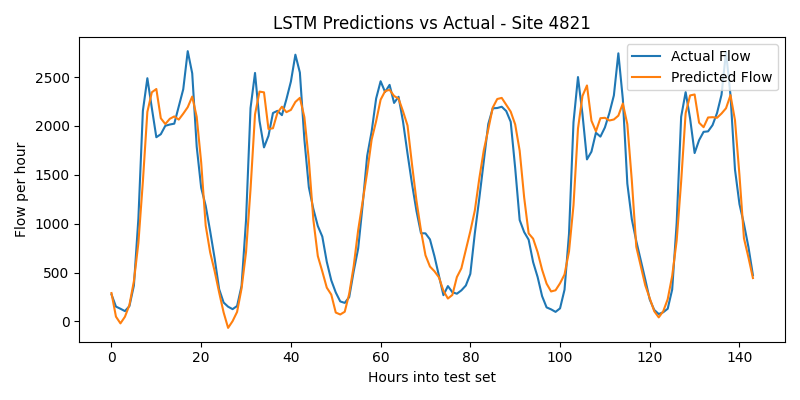 LSTM Predictions vs Actual - Site 4821
Actual Flow
Predicted Flow
Flow per hour
2500
2000
1500
1000
500
0
0 20 40 60 80 100 120 140
Hours into test set